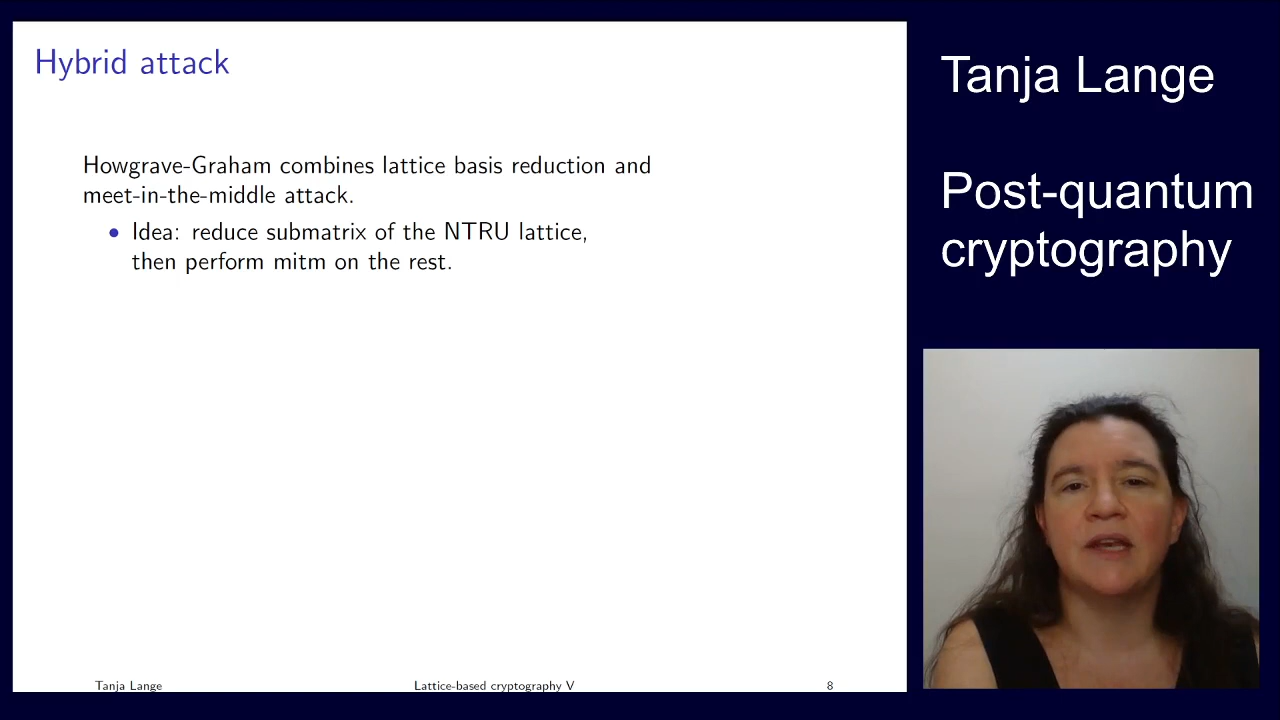 Hybrid attack
Howgrave-Graham combines lattice basis reduction and
meet-in-the-middle attack.
• Idea: reduce submatrix of the NTRU lattice,
then perform mitm on the rest.
Tanja Lange
Lattice-based cryptography V
8
Tanja Lange
Post-quantum
cryptography